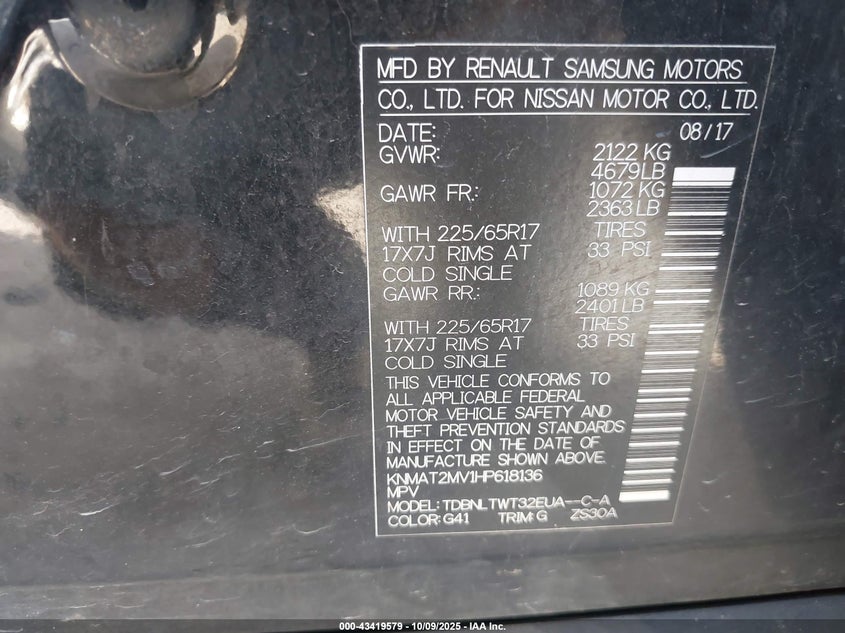 MFD BY RENAULT SAMSUNG MOTORS
CO., LTD. FOR NISSAN MOTOR CO., LTD.
DATE: 08/17
GVWR: 2122 KG
4679LB
GAWR FR.: 1072 KG
2363 LB
WITH 225/65R17 TIRES
17X7J RIMS AT 33 PSI
COLD SINGLE
GAWR RR.: 1089 KG
2401 LB
WITH 225/65R17 TIRES
17X7J RIMS AT 33 PSI
COLD SINGLE
THIS VEHICLE CONFORMS TO
ALL APPLICABLE FEDERAL
MOTOR VEHICLE SAFETY AND
THEFT PREVENTION STANDARDS
IN EFFECT ON THE DATE OF
MANUFACTURE SHOWN ABOVE.
KNMAT2MV1HP618136
MPV
MODEL: TDBNLTWT32EUA--C-A
COLOR: G41 TRIM: G ZS30A
000-43419579 - 10/09/2025 - IAA Inc.